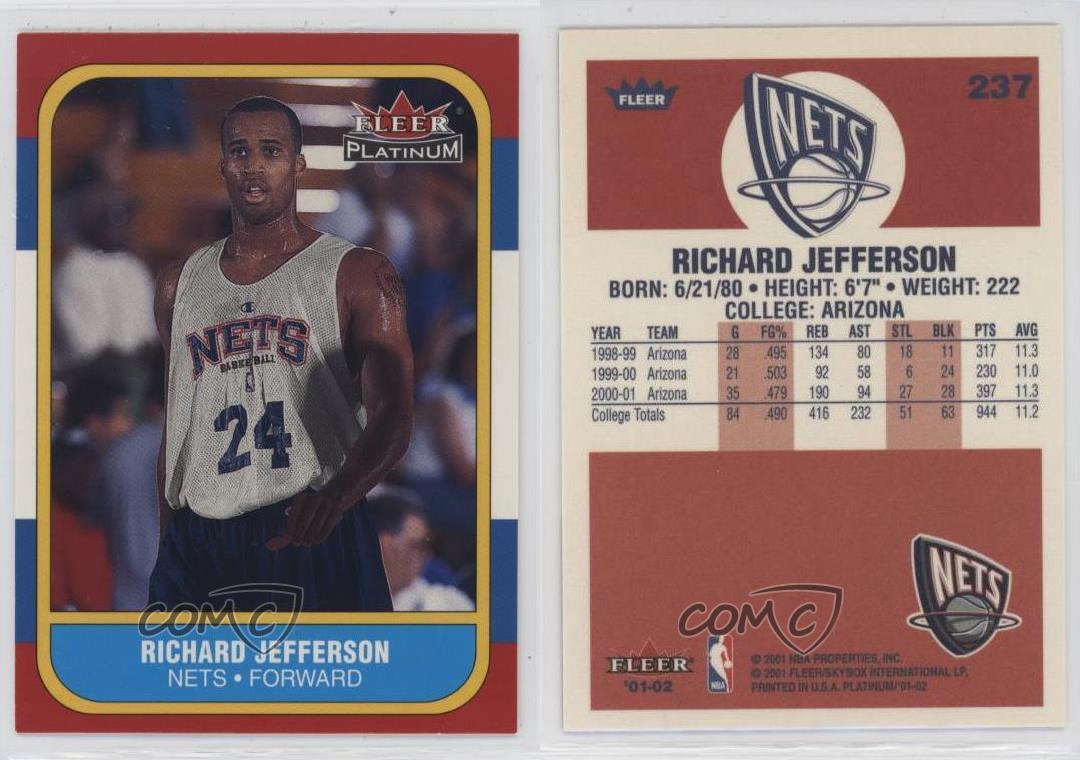 FLEER ®
PLATINUM
NETS
BASKETBALL
24
COMC
RICHARD JEFFERSON
NETS • FORWARD
FLEER
237
NETS
RICHARD JEFFERSON
BORN: 6/21/80 • HEIGHT: 6'7" • WEIGHT: 222
COLLEGE: ARIZONA
YEAR TEAM G FG% REB AST STL BLK PTS AVG
1998-99 Arizona 28 .495 134 80 18 11 317 11.3
1999-00 Arizona 21 .503 92 58 6 24 230 11.0
2000-01 Arizona 35 .479 190 94 27 28 397 11.3
College Totals 84 .490 416 232 51 63 944 11.2
NETS
COMC
FLEER
'01-02
NBA
© 2001 NBA PROPERTIES, INC.
© 2001 FLEER/SKYBOX INTERNATIONAL LP,
PRINTED IN U.S.A. PLATINUM/'01-02